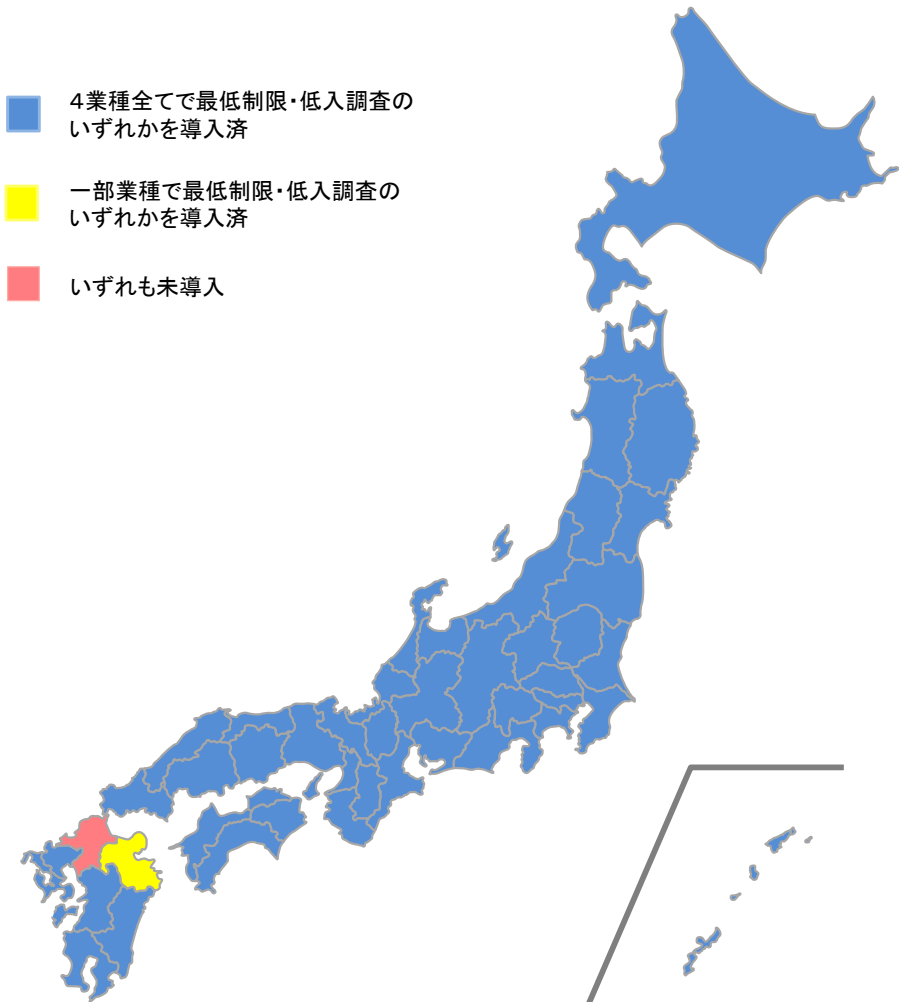 ４業種全てで最低制限・低入調査の
いずれかを導入済
一部業種で最低制限・低入調査の
いずれかを導入済
いずれも未導入